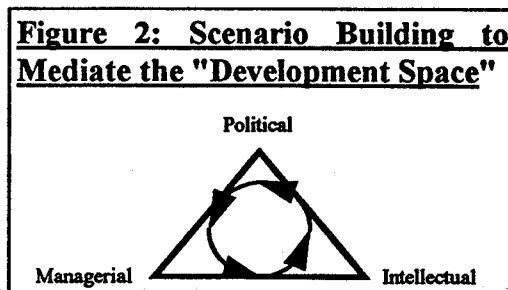 Figure 2: Scenario Building to
Mediate the "Development Space"
Political
Managerial Intellectual